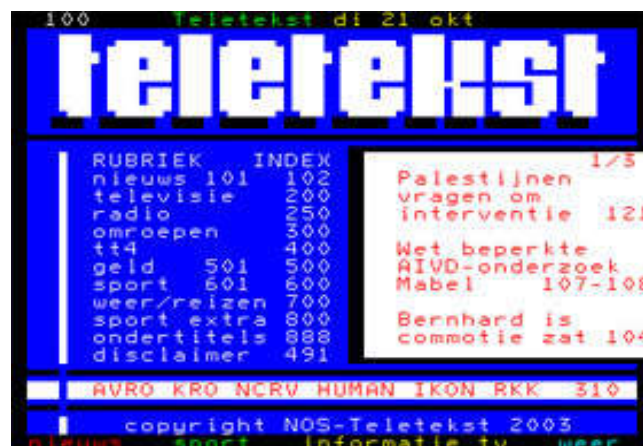 100 Teletekst di 21 okt
teletekst
RUBRIEK INDEX
nieuws 101 102
televisie 200
radio 250
omroepen 300
tt4 400
geld 501 500
sport 601 600
weer/reizen 700
sport extra 800
ondertitels 888
disclaimer 491
1/3
Palestijnen
vragen om
interventie
Wet beperkte
AIVD-onderzoek
Mabel 107-108
Bernhard is
commotie zat 104
AVRO KRO NCRV HUMAN IKON RKK 310
copyright NOS-Teletekst 2003
nieuws sport informatie tv weer